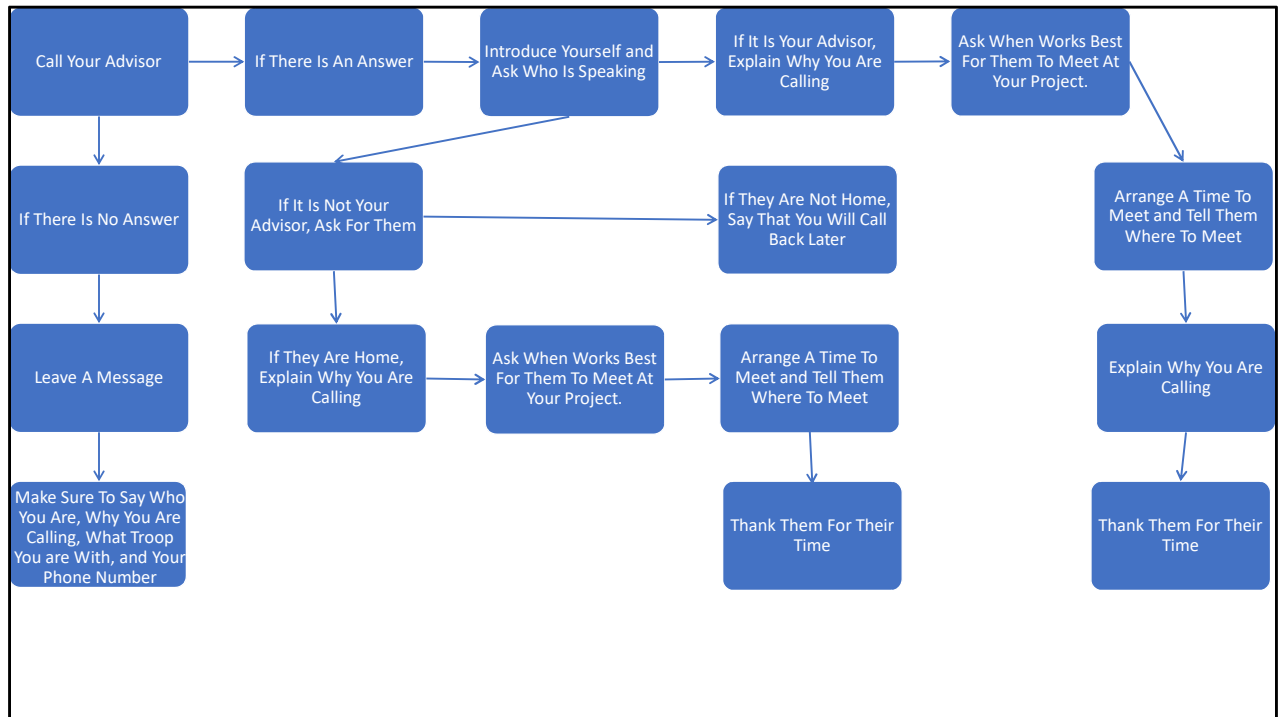 Call Your Advisor
If There Is An Answer
Introduce Yourself and
Ask Who Is Speaking
If It Is Your Advisor,
Explain Why You Are
Calling
Ask When Works Best
For Them To Meet At
Your Project.
If There Is No Answer
If It Is Not Your
Advisor, Ask For Them
If They Are Not Home,
Say That You Will Call
Back Later
Arrange A Time To
Meet and Tell Them
Where To Meet
Leave A Message
If They Are Home,
Explain Why You Are
Calling
Ask When Works Best
For Them To Meet At
Your Project.
Arrange A Time To
Meet and Tell Them
Where To Meet
Explain Why You Are
Calling
Make Sure To Say Who
You Are, Why You Are
Calling, What Troop
You are With, and Your
Phone Number
Thank Them For Their
Time
Thank Them For Their
Time